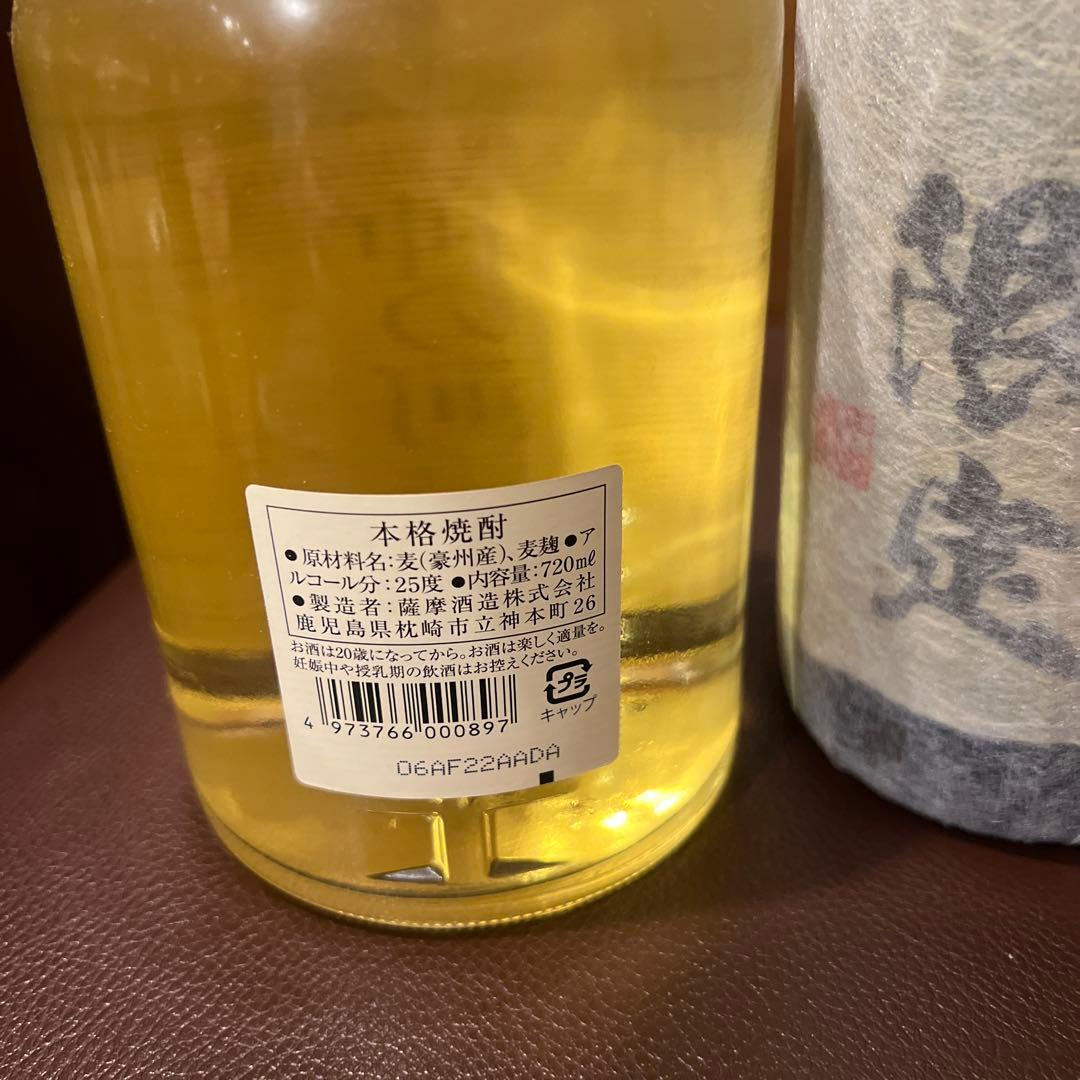 本格焼酎
●原材料名:麦(豪州産)、麦麹 ●ア
ルコール分:25度 ●内容量:720mℓ
●製造者:薩摩酒造株式会社
鹿児島県枕崎市立神本町26
お酒は20歳になってから。お酒は楽しく適量を。
妊娠中や授乳期の飲酒はお控えください。
プラ
キャップ
4 973766 000897
06AF22AADA
限定